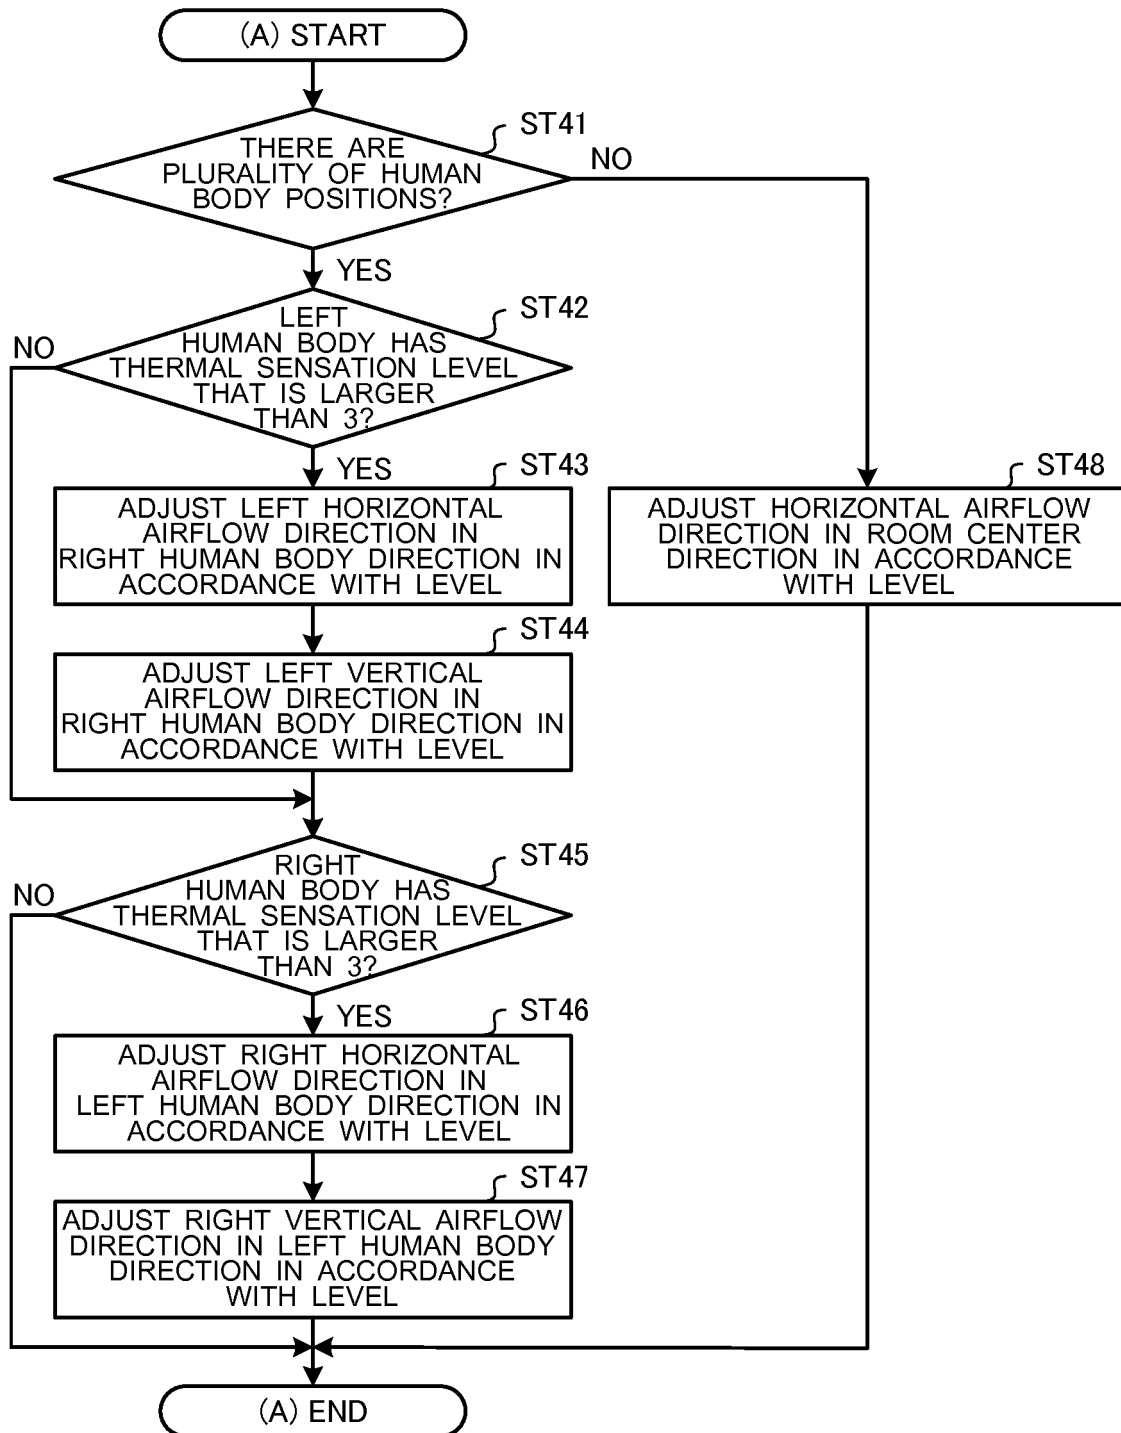 (A) START
ST41
THERE ARE
PLURALITY OF HUMAN
BODY POSITIONS?
NO
YES
ST42
LEFT
HUMAN BODY HAS
THERMAL SENSATION LEVEL
THAT IS LARGER
THAN 3?
NO
YES
ST43
ADJUST LEFT HORIZONTAL
AIRFLOW DIRECTION IN
RIGHT HUMAN BODY DIRECTION IN
ACCORDANCE WITH LEVEL
ST48
ADJUST HORIZONTAL AIRFLOW
DIRECTION IN ROOM CENTER
DIRECTION IN ACCORDANCE
WITH LEVEL
ST44
ADJUST LEFT VERTICAL
AIRFLOW DIRECTION IN
RIGHT HUMAN BODY DIRECTION IN
ACCORDANCE WITH LEVEL
ST45
RIGHT
HUMAN BODY HAS
THERMAL SENSATION LEVEL
THAT IS LARGER
THAN 3?
NO
YES
ST46
ADJUST RIGHT HORIZONTAL
AIRFLOW DIRECTION IN
LEFT HUMAN BODY DIRECTION IN
ACCORDANCE WITH LEVEL
ST47
ADJUST RIGHT VERTICAL AIRFLOW
DIRECTION IN LEFT HUMAN BODY
DIRECTION IN ACCORDANCE
WITH LEVEL
(A) END